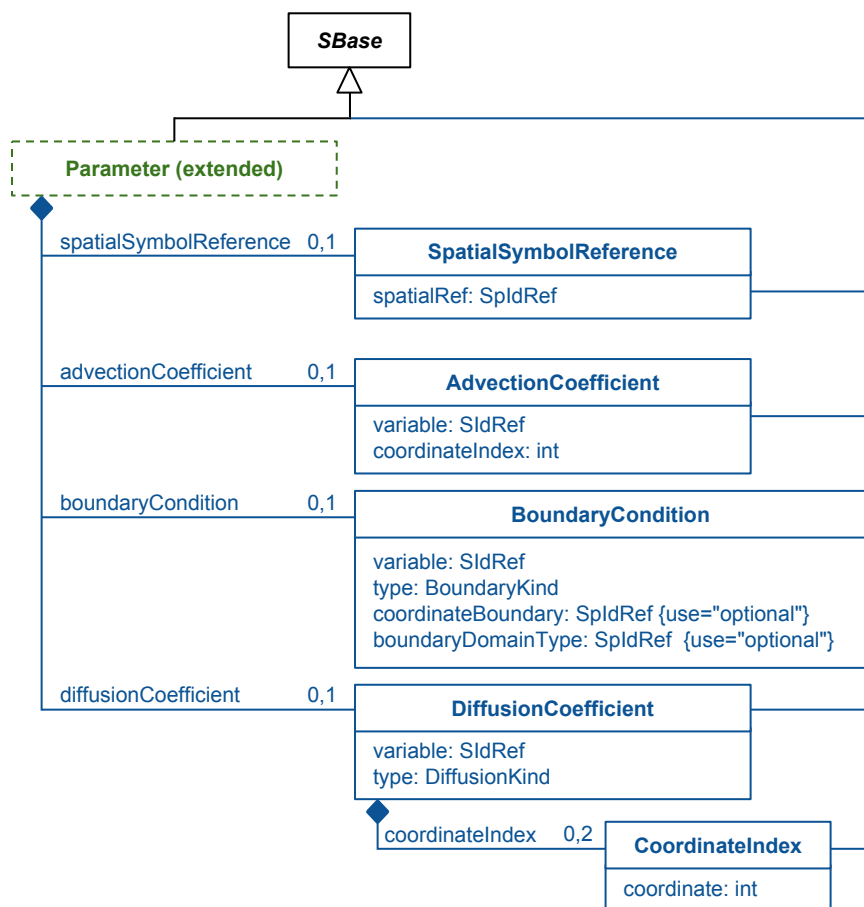 SBase
Parameter (extended)
spatialSymbolReference 0,1
SpatialSymbolReference
spatialRef: SpIdRef
advectionCoefficient 0,1
AdvectionCoefficient
variable: SIdRef
coordinateIndex: int
boundaryCondition 0,1
BoundaryCondition
variable: SIdRef
type: BoundaryKind
coordinateBoundary: SpIdRef {use="optional"}
boundaryDomainType: SpIdRef {use="optional"}
diffusionCoefficient 0,1
DiffusionCoefficient
variable: SIdRef
type: DiffusionKind
coordinateIndex 0,2
CoordinateIndex
coordinate: int